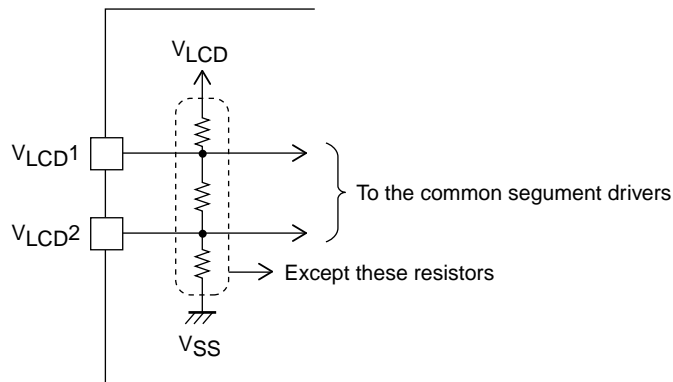 VLCD
VLCD1
To the common segument drivers
VLCD2
Except these resistors
VSS